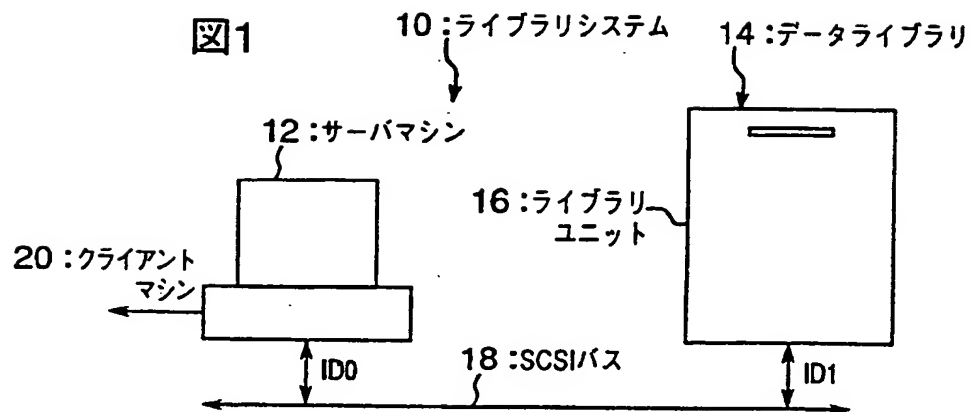 図1
10:ライブラリシステム
14:データライブラリ
12:サーバマシン
16:ライブラリ
ユニット
20:クライアント
マシン
ID0
18:SCSIバス
ID1